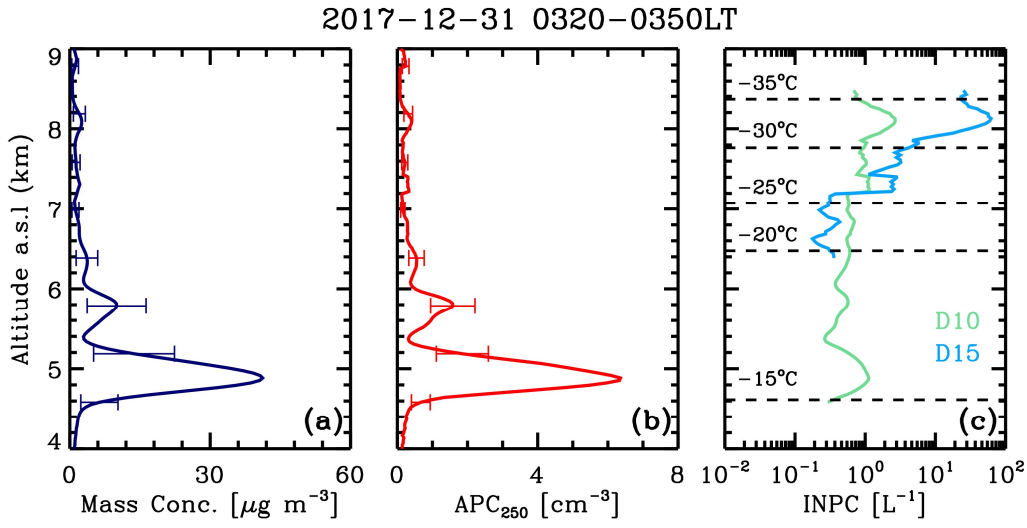 2017-12-31 0320-0350LT
Altitude a.s.l (km)
9
8
7
6
5
4
(a)
0 30 60
Mass Conc. [μg m⁻³]
(b)
0 2 4 6 8
APC₂₅₀ [cm⁻³]
-35°C
-30°C
-25°C
-20°C
D10
D15
-15°C
(c)
10⁻² 10⁻¹ 10⁰ 10¹ 10²
INPC [L⁻¹]